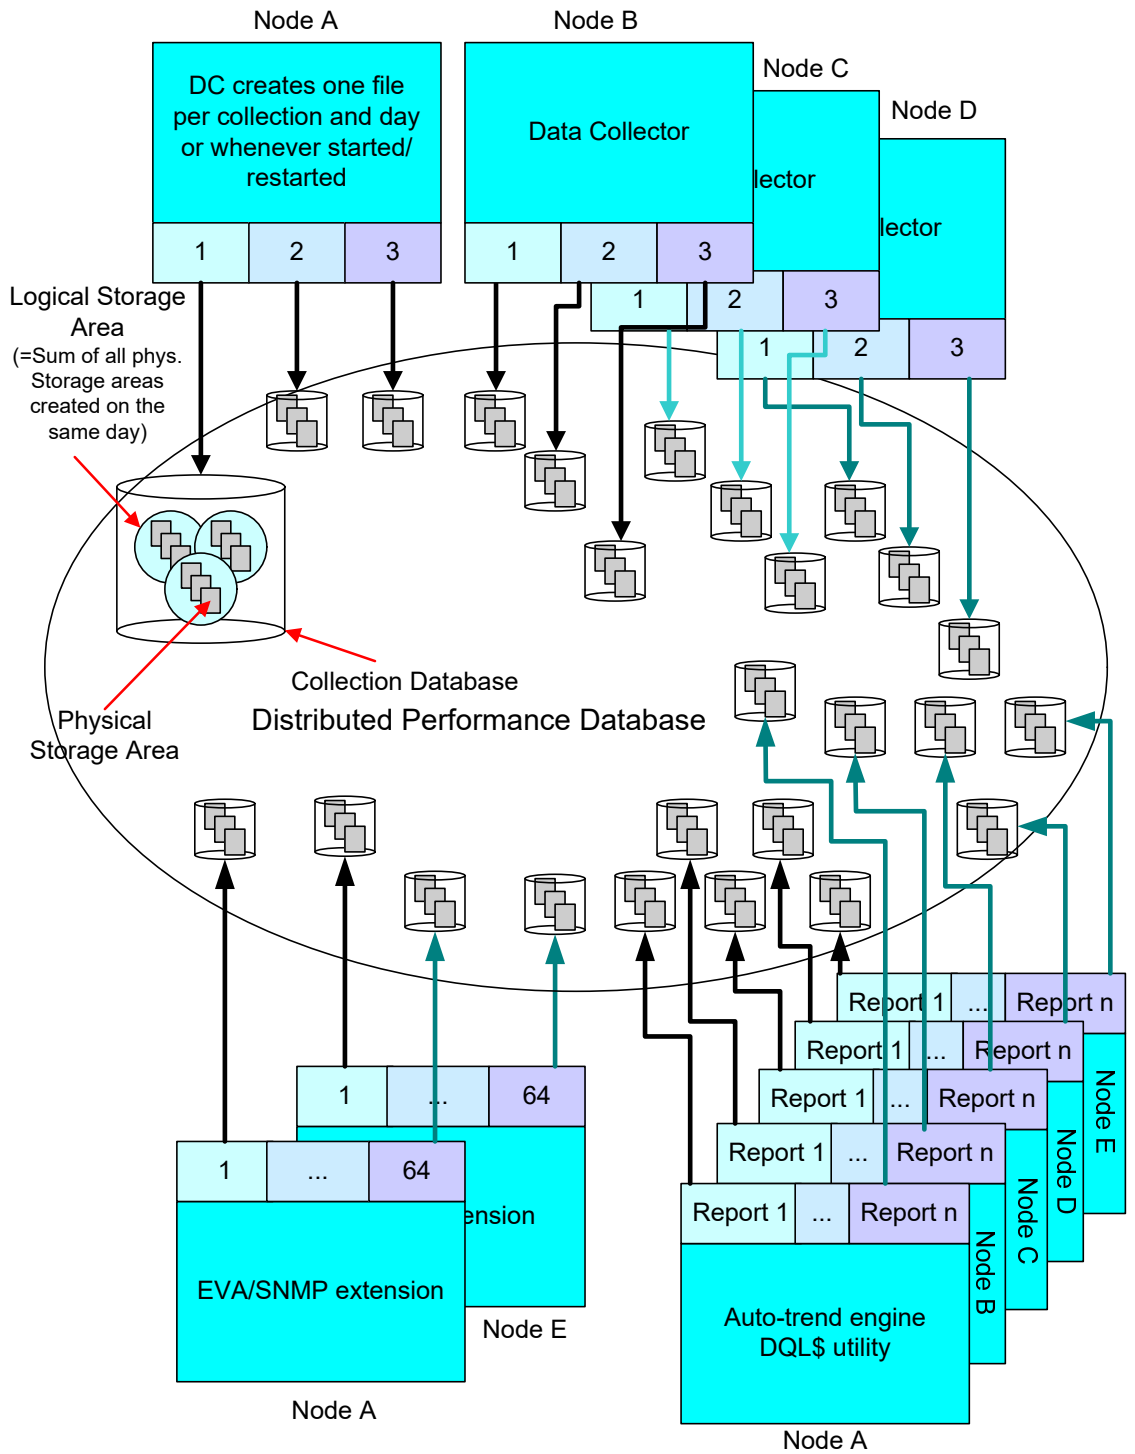 Node A
Node B
Node C
Node D
DC creates one file
per collection and day
or whenever started/
restarted
Data Collector
lector
lector
1 2 3
1 2 3
1 2 3
1 2 3
Logical Storage
Area
(=Sum of all phys.
Storage areas
created on the
same day)
Collection Database
Distributed Performance Database
Physical
Storage Area
Report 1 ... Report n
Report 1 ... Report n
Report 1 ... Report n
Report 1 ... Report n
Report 1 ... Report n
Node E
Node D
Node C
Node B
1 ... 64
1 ... 64
ension
EVA/SNMP extension
Node E
Node A
Auto-trend engine
DQL$ utility
Node A